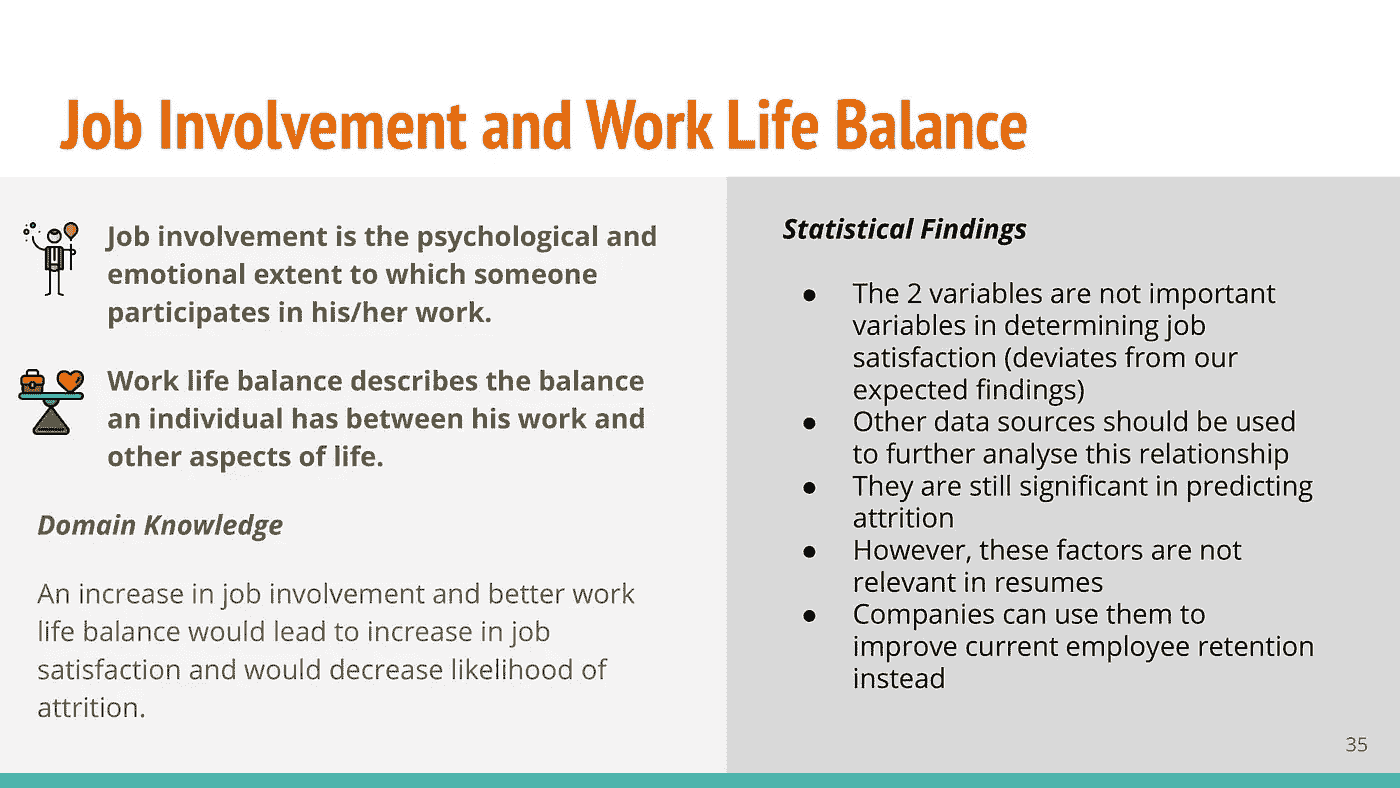 Job Involvement and Work Life Balance
Job involvement is the psychological and
emotional extent to which someone
participates in his/her work.
Work life balance describes the balance
an individual has between his work and
other aspects of life.
Domain Knowledge
An increase in job involvement and better work
life balance would lead to increase in job
satisfaction and would decrease likelihood of
attrition.
Statistical Findings
● The 2 variables are not important
variables in determining job
satisfaction (deviates from our
expected findings)
● Other data sources should be used
to further analyse this relationship
● They are still significant in predicting
attrition
● However, these factors are not
relevant in resumes
● Companies can use them to
improve current employee retention
instead
35